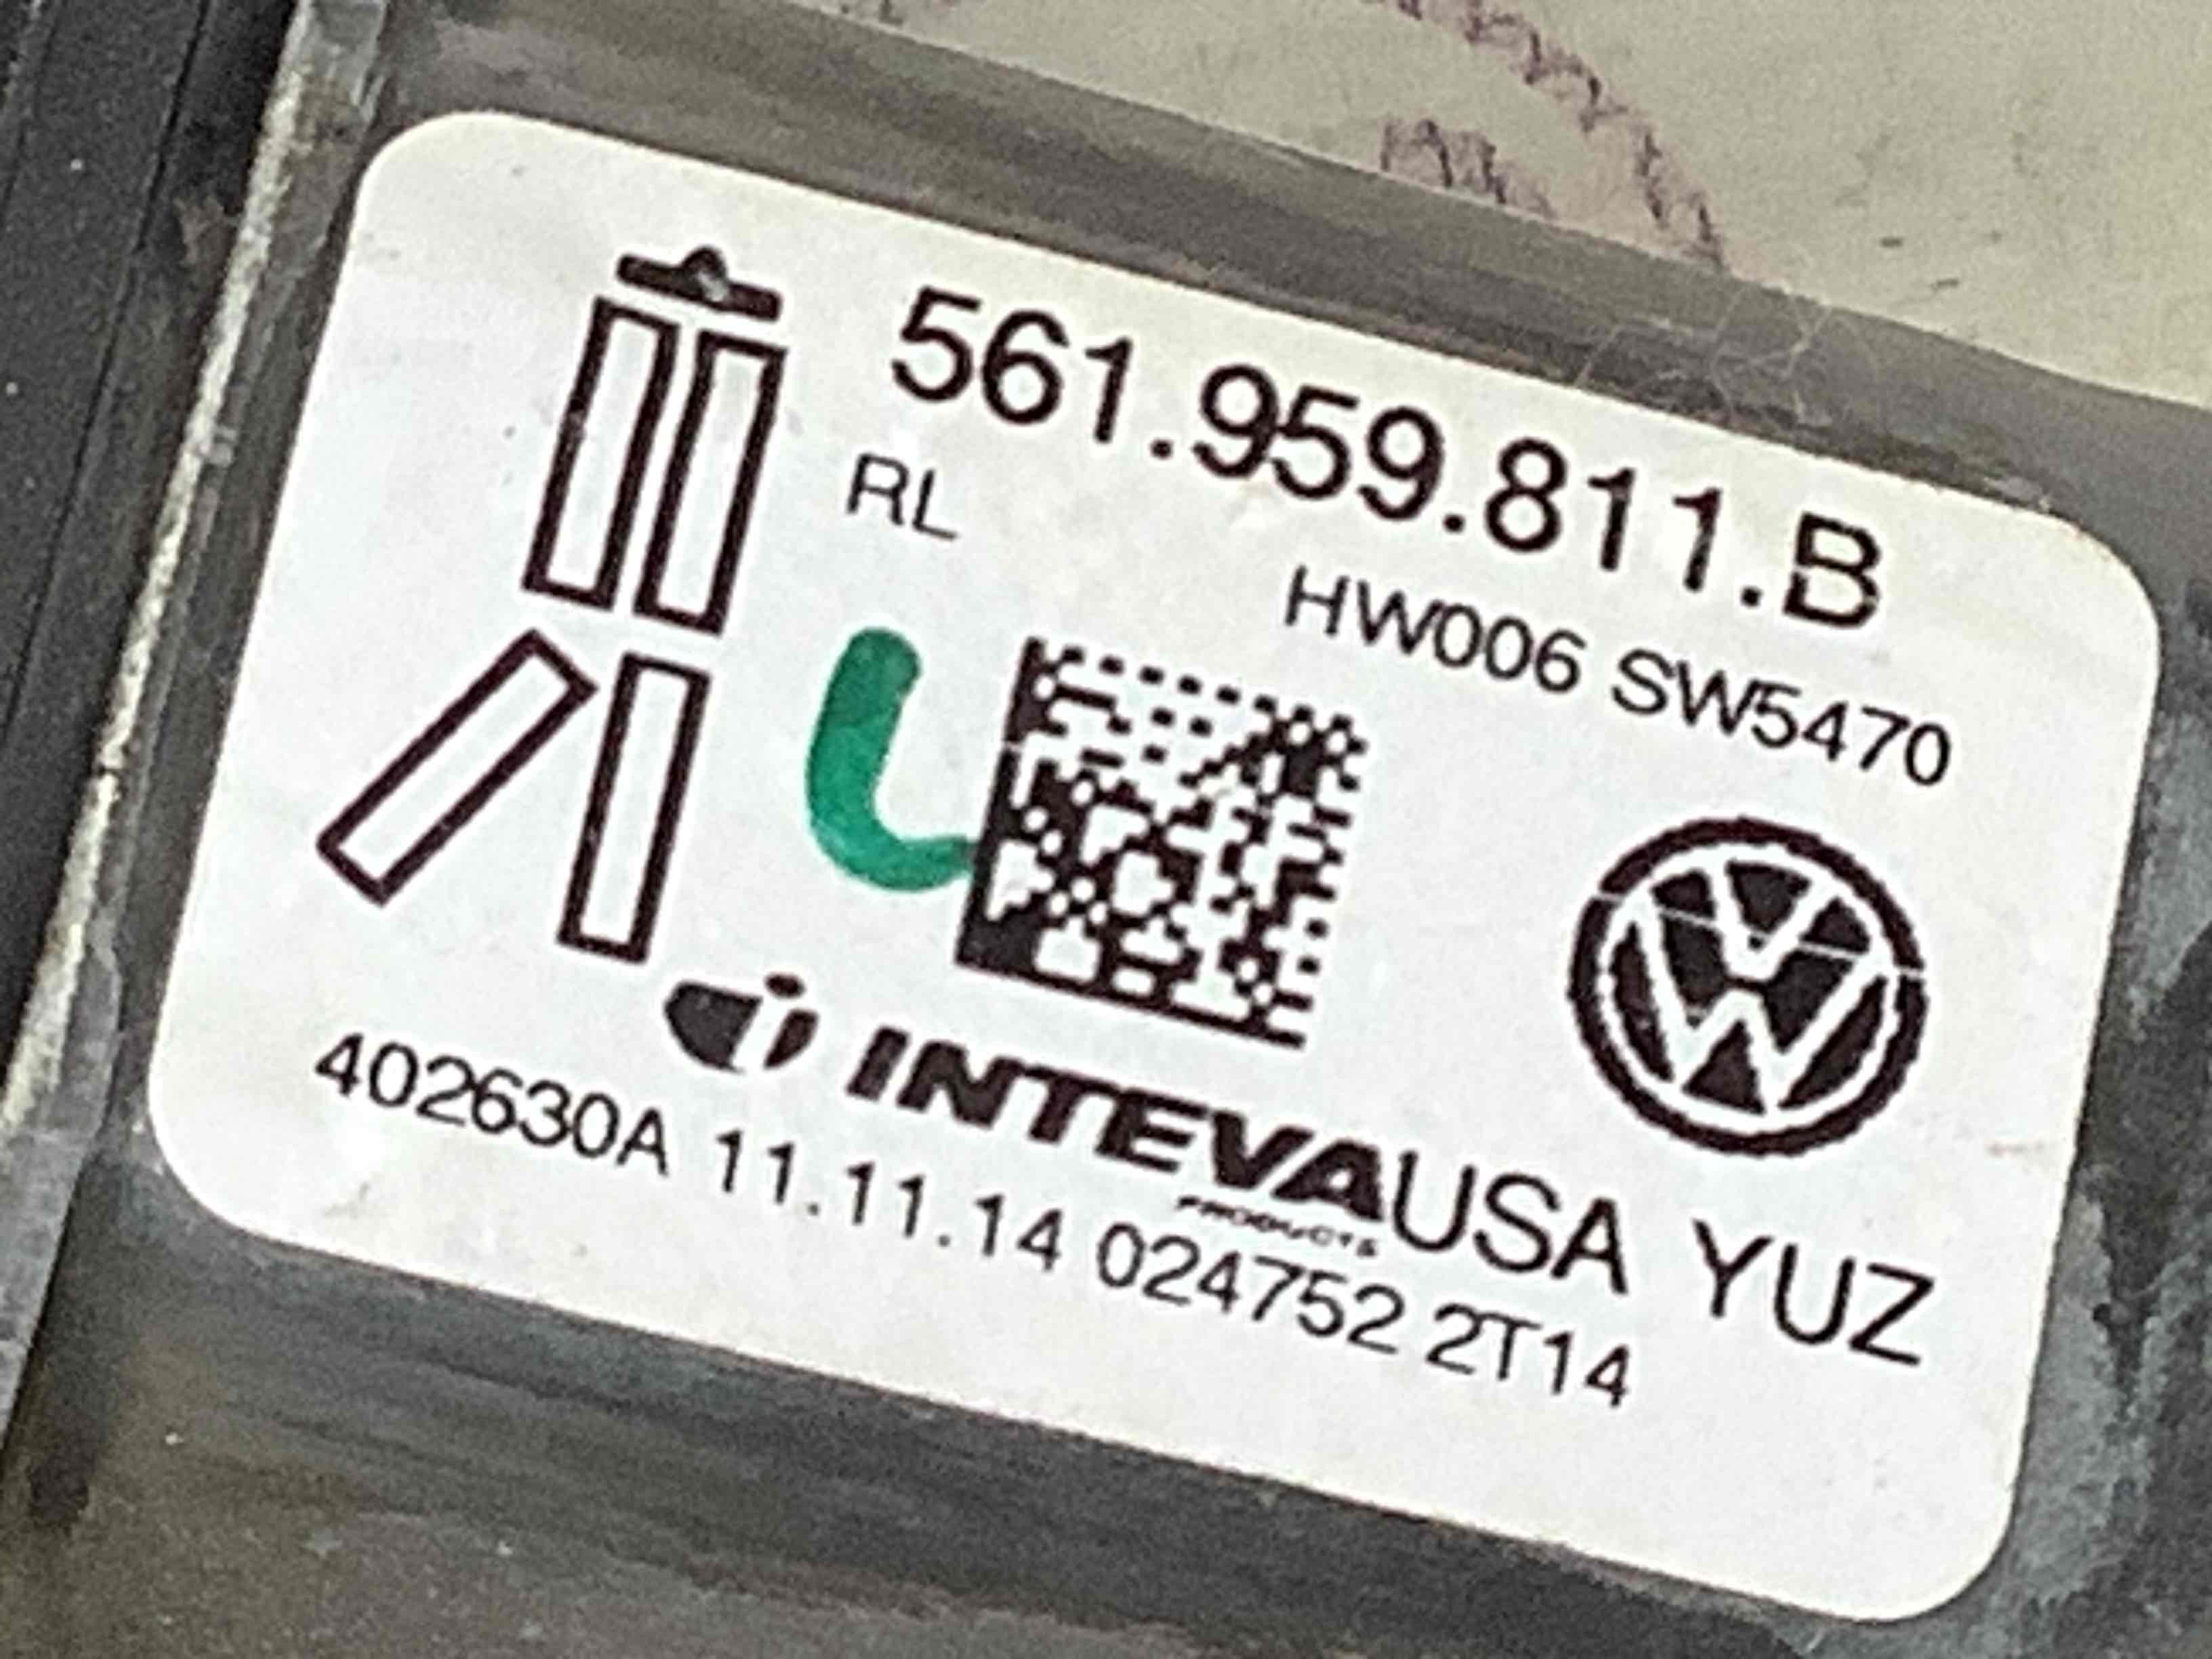 561.959.811.B
RL
HW006 SW5470
INTEVA USA YUZ
PRODUCTS
402630A 11.11.14 024752 2T14